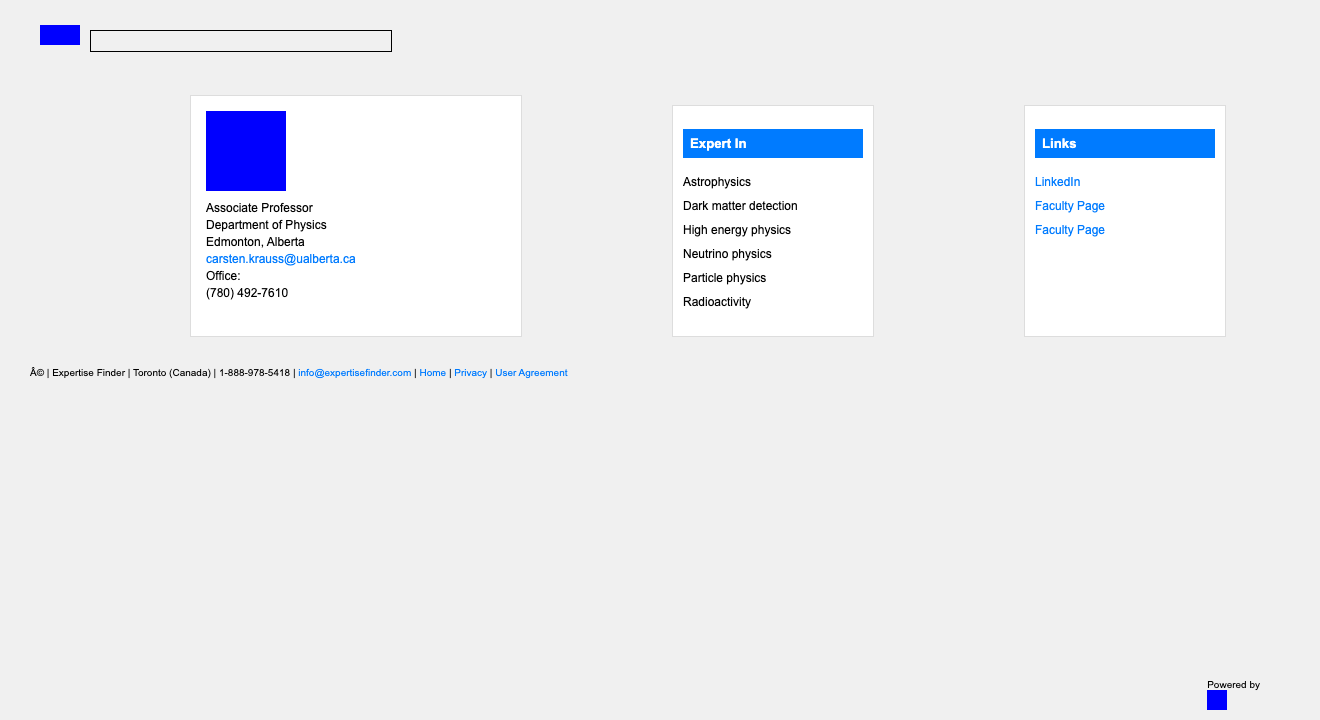 Associate Professor
Department of Physics
Edmonton, Alberta
carsten.krauss@ualberta.ca
Office:
(780) 492-7610
Expert In
Astrophysics
Dark matter detection
High energy physics
Neutrino physics
Particle physics
Radioactivity
Links
LinkedIn
Faculty Page
Faculty Page
Â© | Expertise Finder | Toronto (Canada) | 1-888-978-5418 | info@expertisefinder.com | Home | Privacy | User Agreement
Powered by